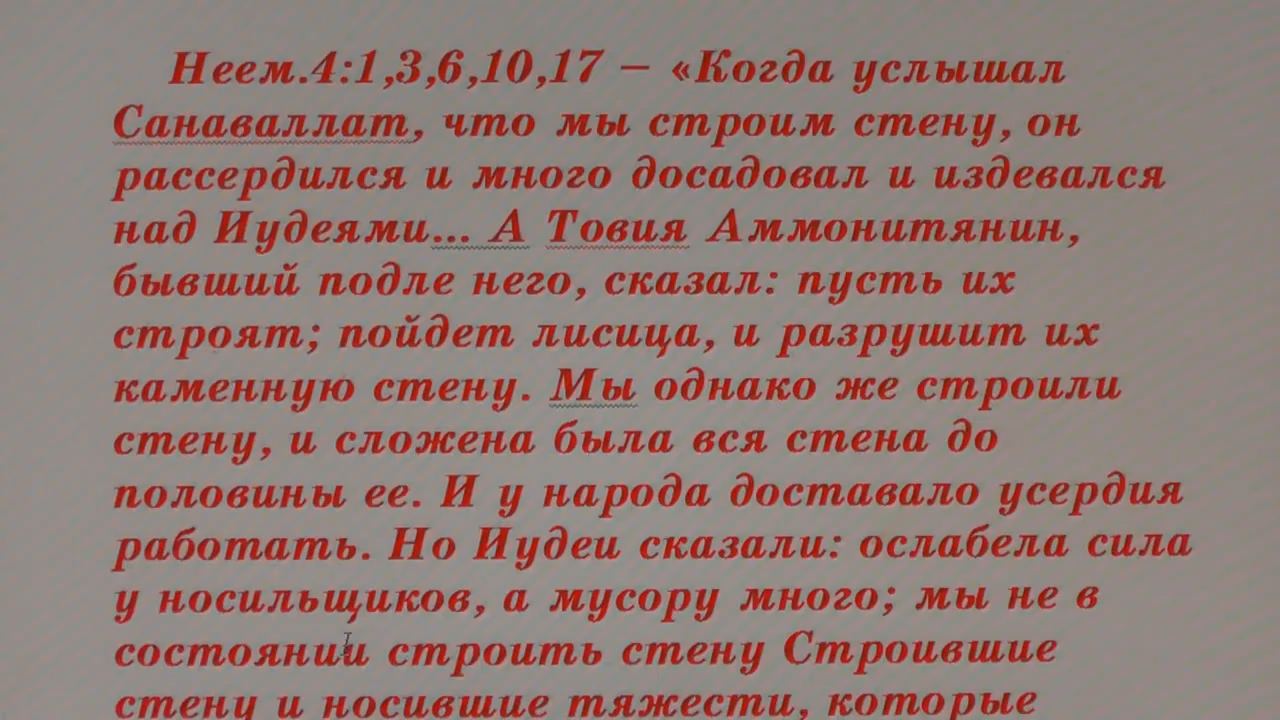 Неем.4:1,3,6,10,17 – «Когда услышал
Санаваллат, что мы строим стену, он
рассердился и много досадовал и издевался
над Иудеями... А Товия Аммонитянин,
бывший подле него, сказал: пусть их
строят; пойдет лисица, и разрушит их
каменную стену. Мы однако же строили
стену, и сложена была вся стена до
половины ее. И у народа доставало усердия
работать. Но Иудеи сказали: ослабела сила
у носильщиков, а мусору много; мы не в
состоянии строить стену Строившие
стену и носившие тяжести, которые